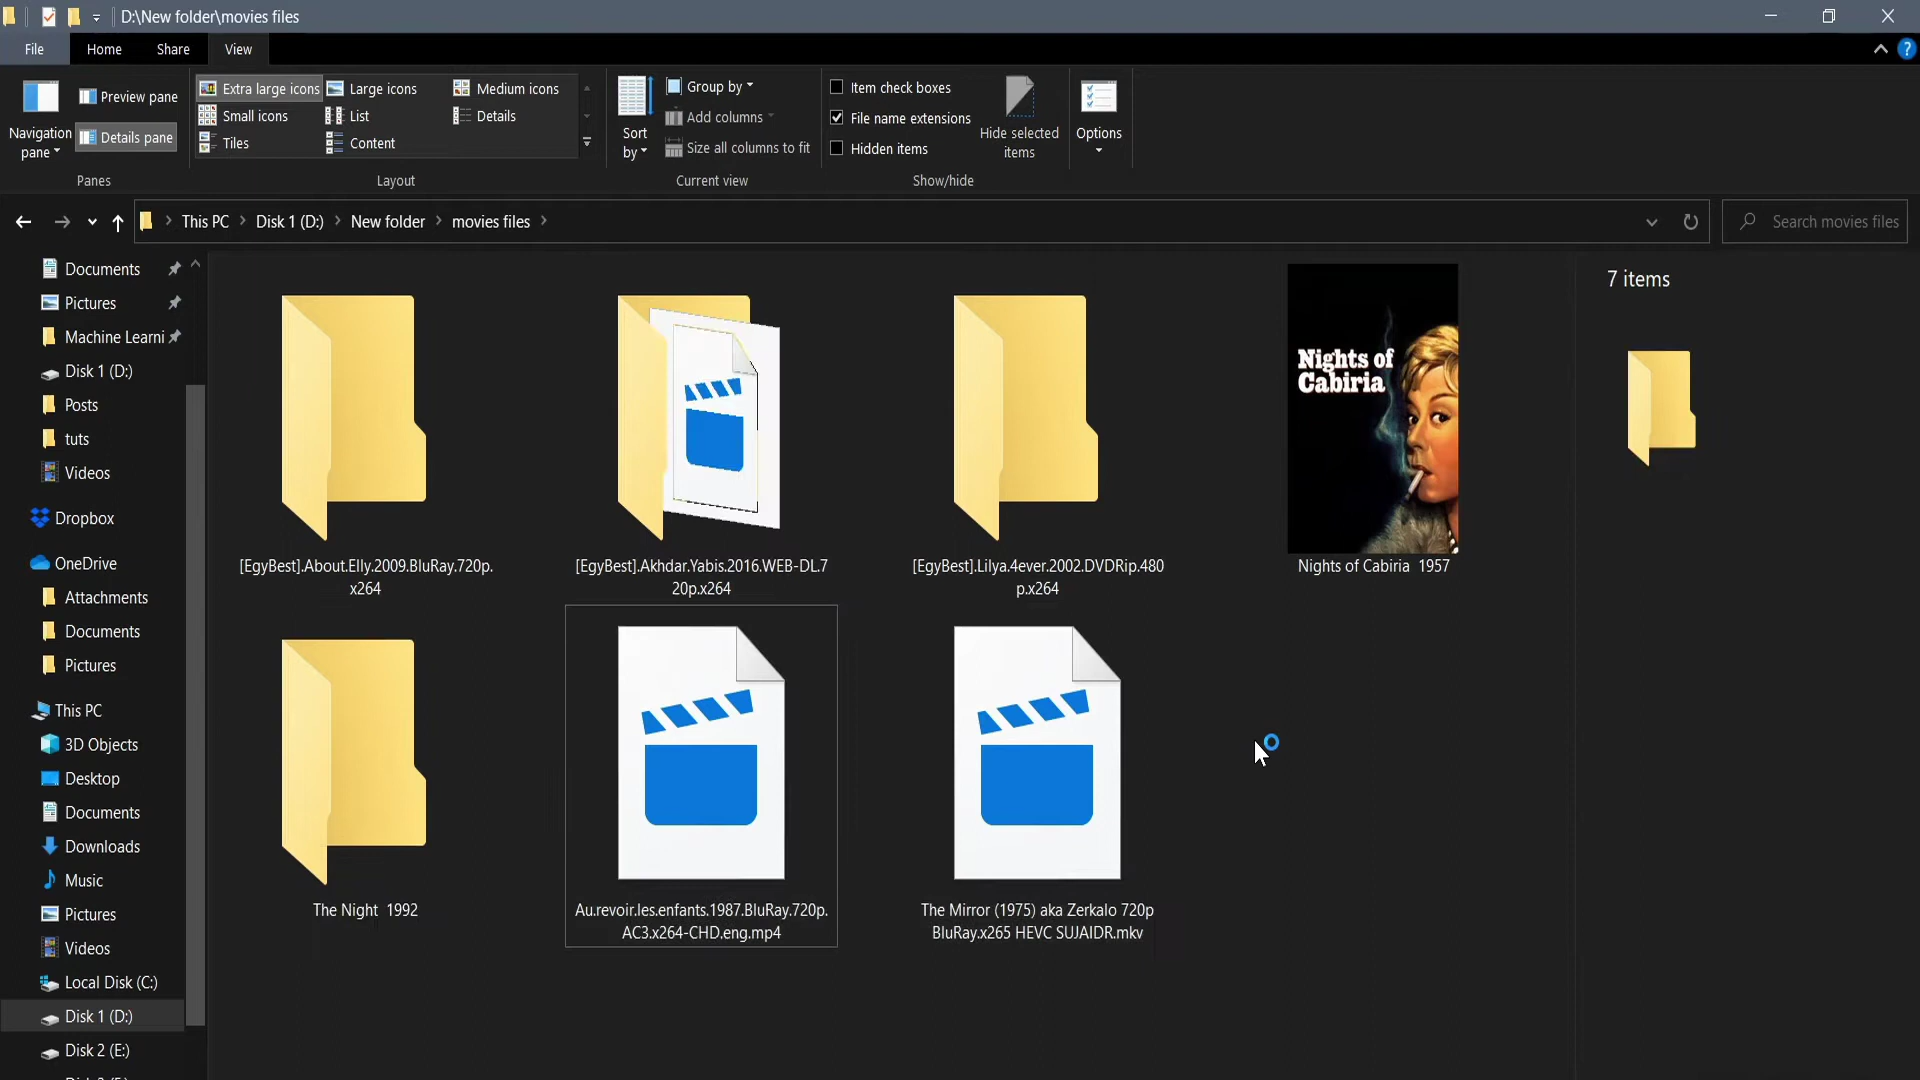 D:\New folder\movies files
File
Home
Share
View
Navigation
pane
Preview pane
Details pane
Panes
Extra large icons
Large icons
Medium icons
Small icons
List
Details
Tiles
Content
Layout
Sort
by
Group by
Add columns
Size all columns to fit
Current view
Item check boxes
File name extensions
Hidden items
Hide selected
items
Show/hide
Options
This PC
Disk 1 (D:)
New folder
movies files
Search movies files
Documents
Pictures
Machine Learni
Disk 1 (D:)
Posts
tuts
Videos
Dropbox
OneDrive
Attachments
Documents
Pictures
This PC
3D Objects
Desktop
Documents
Downloads
Music
Pictures
Videos
Local Disk (C:)
Disk 1 (D:)
Disk 2 (E:)
[EgyBest].About.Elly.2009.BluRay.720p.
x264
[EgyBest].Akhdar.Yabis.2016.WEB-DL.7
20p.x264
[EgyBest].Lilya.4ever.2002.DVDRip.480
p.x264
Nights of
Cabiria
Nights of Cabiria 1957
The Night 1992
Au.revoir.les.enfants.1987.BluRay.720p.
AC3.x264-CHD.eng.mp4
The Mirror (1975) aka Zerkalo 720p
BluRay.x265 HEVC SUJAIDR.mkv
7 items